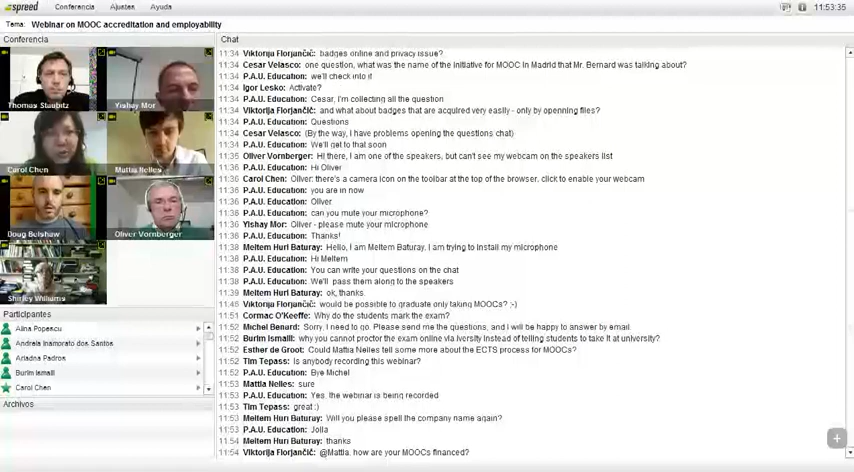 spreed
Conferencia Ajustes Ayuda
11:53:35
Tema: Webinar on MOOC accreditation and employability
Conferencia
Thomas Staubitz
Yishay Mor
Carol Chen
Mattia Nelles
Doug Belshaw
Oliver Vornberger
Shirley Williams
Participantes
Alina Popescu
Andreia Inamorato dos Santos
Ariadna Padros
Burim Ismaili
Carol Chen
Archivos
Chat
11:34 Viktorija Florjančič: badges online and privacy issue?
11:34 Cesar Velasco: one question, what was the name of the initiative for MOOC in Madrid that Mr. Bernard was talking about?
11:34 P.A.U. Education: we'll check into it
11:34 Igor Lesko: Activate?
11:34 P.A.U. Education: Cesar, I'm collecting all the question
11:34 Viktorija Florjančič: and what about badges that are acquired very easily - only by openning files?
11:34 P.A.U. Education: Questions
11:34 Cesar Velasco: (By the way, I have problems opening the questions chat)
11:34 P.A.U. Education: We'll get to that soon
11:35 Oliver Vornberger: Hi there, I am one of the speakers, but can't see my webcam on the speakers list
11:36 P.A.U. Education: Hi Oliver
11:36 Carol Chen: Oliver: there's a camera icon on the toolbar at the top of the browser, click to enable your webcam
11:36 P.A.U. Education: you are in now
11:36 P.A.U. Education: Oliver
11:36 P.A.U. Education: can you mute your microphone?
11:36 Yishay Mor: Oliver - please mute your microphone
11:36 P.A.U. Education: Thanks!
11:38 Meltem Huri Baturay: Hello, I am Meltem Baturay, I am trying to install my microphone
11:38 P.A.U. Education: Hi Meltem
11:38 P.A.U. Education: You can write your questions on the chat
11:38 P.A.U. Education: We'll pass them along to the speakers
11:39 Meltem Huri Baturay: ok, thanks
11:46 Viktorija Florjančič: would be possible to graduate only taking MOOCs? ;-)
11:51 Cormac O'Keeffe: Why do the students mark the exam?
11:52 Michel Benard: Sorry, I need to go. Please send me the questions, and I will be happy to answer by email
11:52 Burim Ismaili: why you cannot proctor the exam online via iversity instead of telling students to take it at university?
11:52 Esther de Groot: Could Mattia Nelles tell some more about the ECTS process for MOOCs?
11:52 Tim Tepass: Is anybody recording this webinar?
11:52 P.A.U. Education: Bye Michel
11:53 Mattia Nelles: sure
11:53 P.A.U. Education: Yes, the webinar is being recorded
11:53 Tim Tepass: great :)
11:53 Meltem Huri Baturay: Will you please spell the company name again?
11:53 P.A.U. Education: Jolla
11:54 Meltem Huri Baturay: thanks
11:54 Viktorija Florjančič: @Mattia, how are your MOOCs financed?